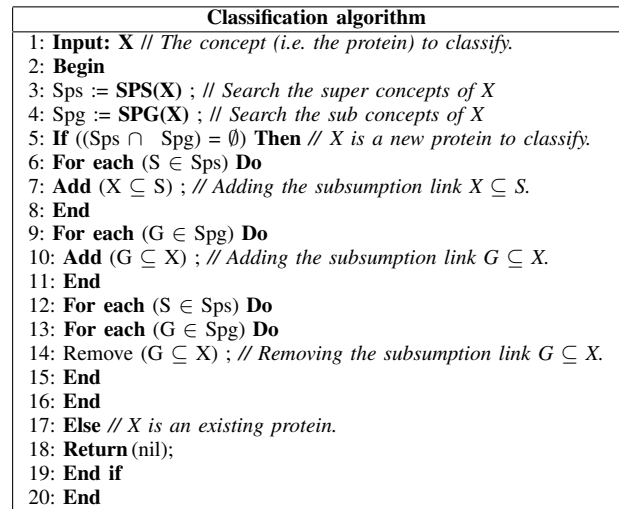 Classification algorithm
1: Input: X // The concept (i.e. the protein) to classify.
2: Begin
3: Sps := SPS(X) ; // Search the super concepts of X
4: Spg := SPG(X) ; // Search the sub concepts of X
5: If ((Sps ∩ Spg) = ∅) Then // X is a new protein to classify.
6: For each (S ∈ Sps) Do
7: Add (X ⊆ S) ; // Adding the subsumption link X ⊆ S.
8: End
9: For each (G ∈ Spg) Do
10: Add (G ⊆ X) ; // Adding the subsumption link G ⊆ X.
11: End
12: For each (S ∈ Sps) Do
13: For each (G ∈ Spg) Do
14: Remove (G ⊆ X) ; // Removing the subsumption link G ⊆ X.
15: End
16: End
17: Else // X is an existing protein.
18: Return (nil);
19: End if
20: End